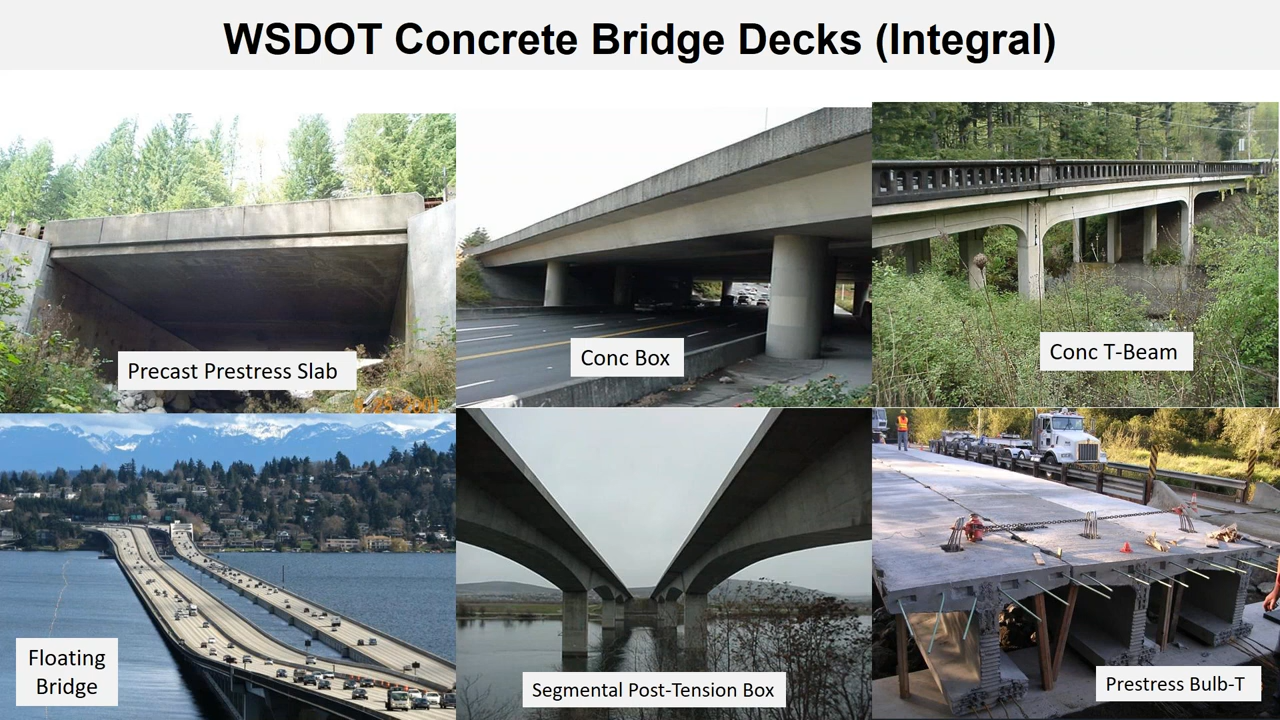 WSDOT Concrete Bridge Decks (Integral)
Precast Prestress Slab
Conc Box
Conc T-Beam
Floating
Bridge
Segmental Post-Tension Box
Prestress Bulb-T